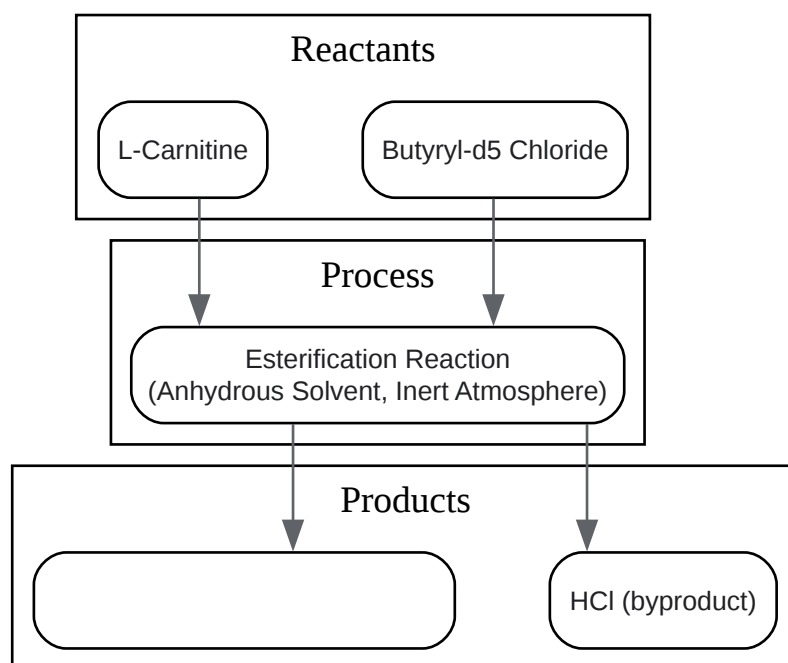 Reactants
L-Carnitine
Butyryl-d5 Chloride
Process
Esterification Reaction
(Anhydrous Solvent, Inert Atmosphere)
Products
HCl (byproduct)